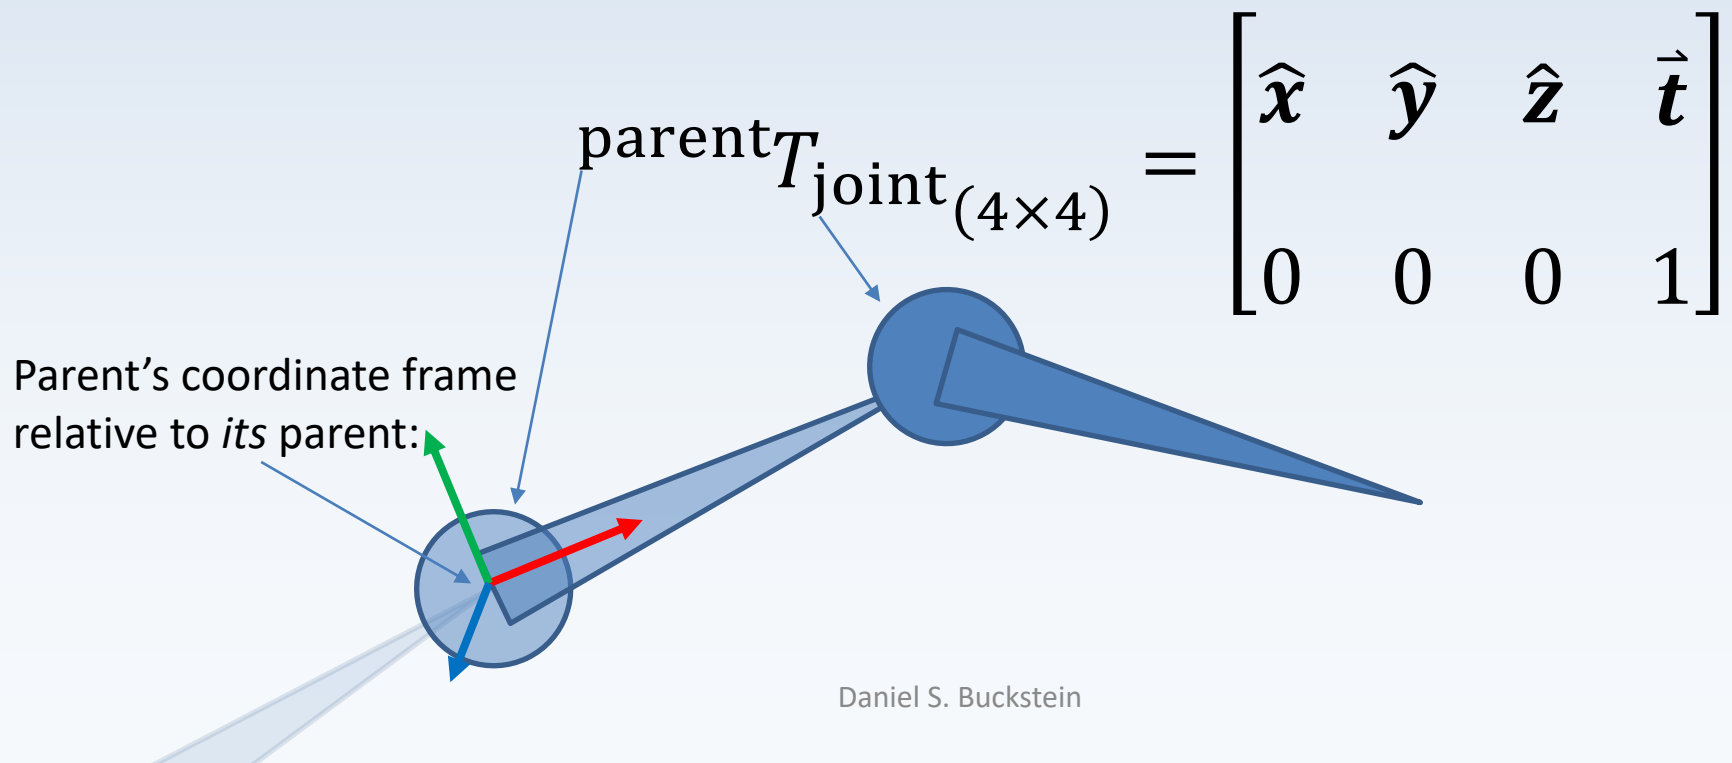 parentTjoint(4×4) = [x̂ ŷ ẑ t⃗
0 0 0 1]
Parent’s coordinate frame
relative to its parent:
Daniel S. Buckstein